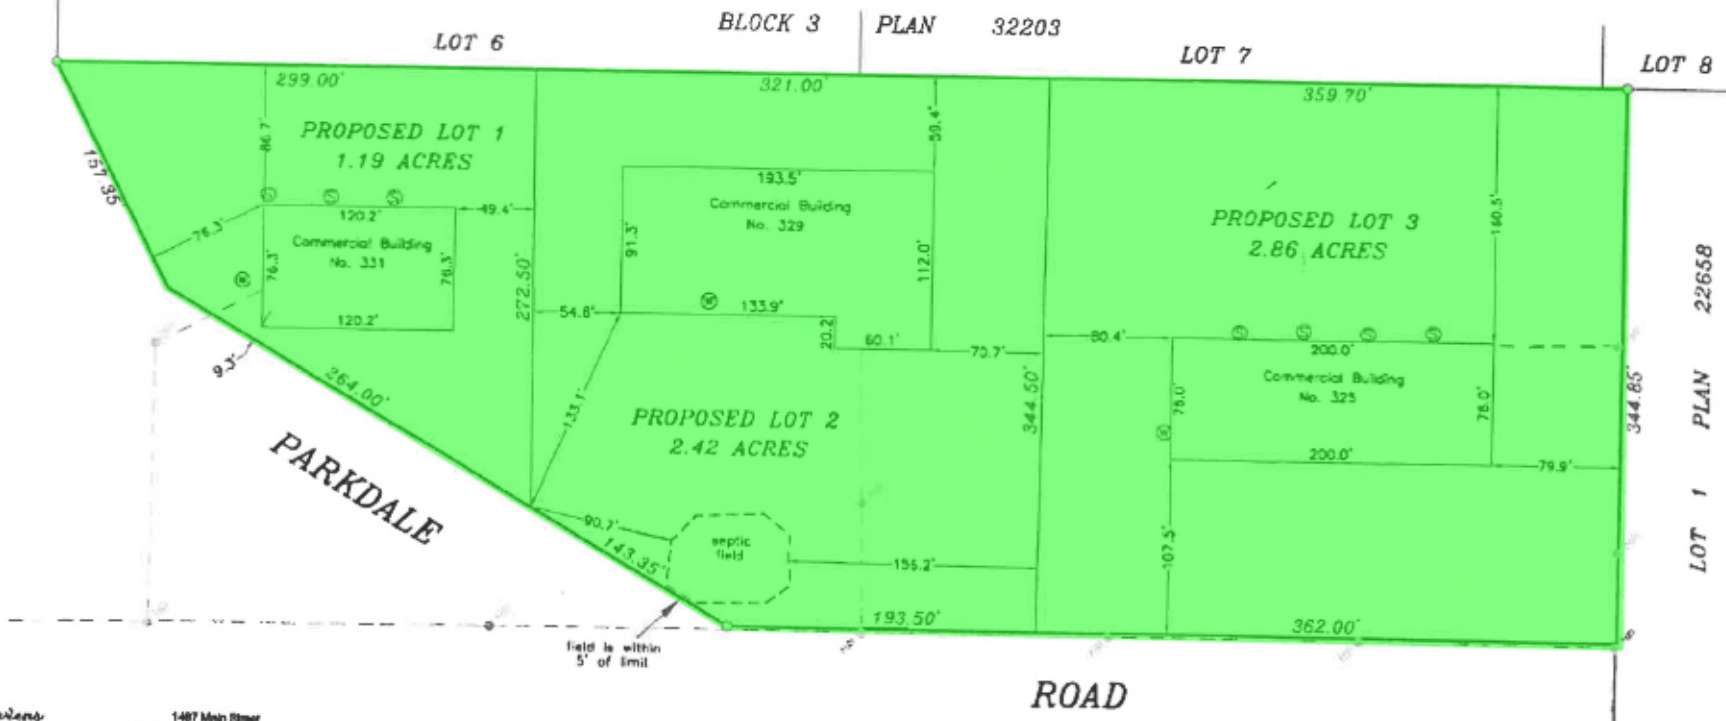 BLOCK 3 PLAN 32203
LOT 6
LOT 7
LOT 8
299.00'
321.00'
359.70'
PROPOSED LOT 1
1.19 ACRES
86.7'
59.4'
157.35
193.5'
160.5'
Commercial Building
No. 329
PROPOSED LOT 3
2.86 ACRES
120.2'
49.4'
76.3'
Commercial Building
No. 331
76.3'
76.3'
91.3'
112.0'
272.50'
W
120.2'
54.8'
W
133.9'
20.2
60.1'
70.7'
80.4'
S
S
S
S
S
S
200.0'
Commercial Building
No. 325
78.0'
78.0'
W
344.50'
344.85'
LOT 1 PLAN 22658
9.3'
264.00'
133.1'
PROPOSED LOT 2
2.42 ACRES
200.0'
79.9'
PARKDALE
90.7'
143.35'
septic
field
156.2'
107.5'
193.50'
362.00'
field is within
5' of limit
ROAD
1487 Main Street